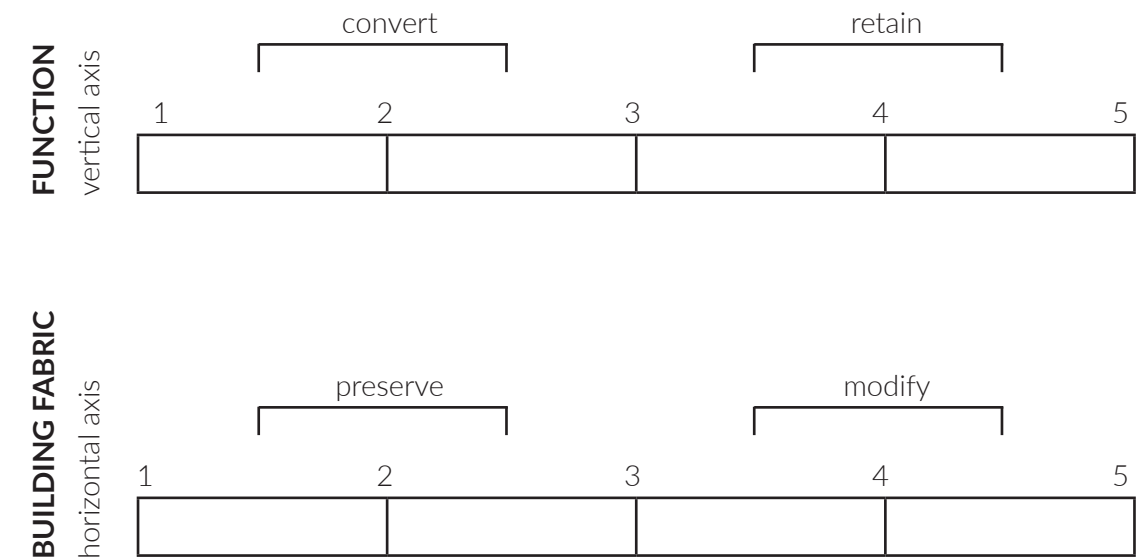 FUNCTION
vertical axis
convert
retain
1 2 3 4 5
BUILDING FABRIC
horizontal axis
preserve
modify
1 2 3 4 5